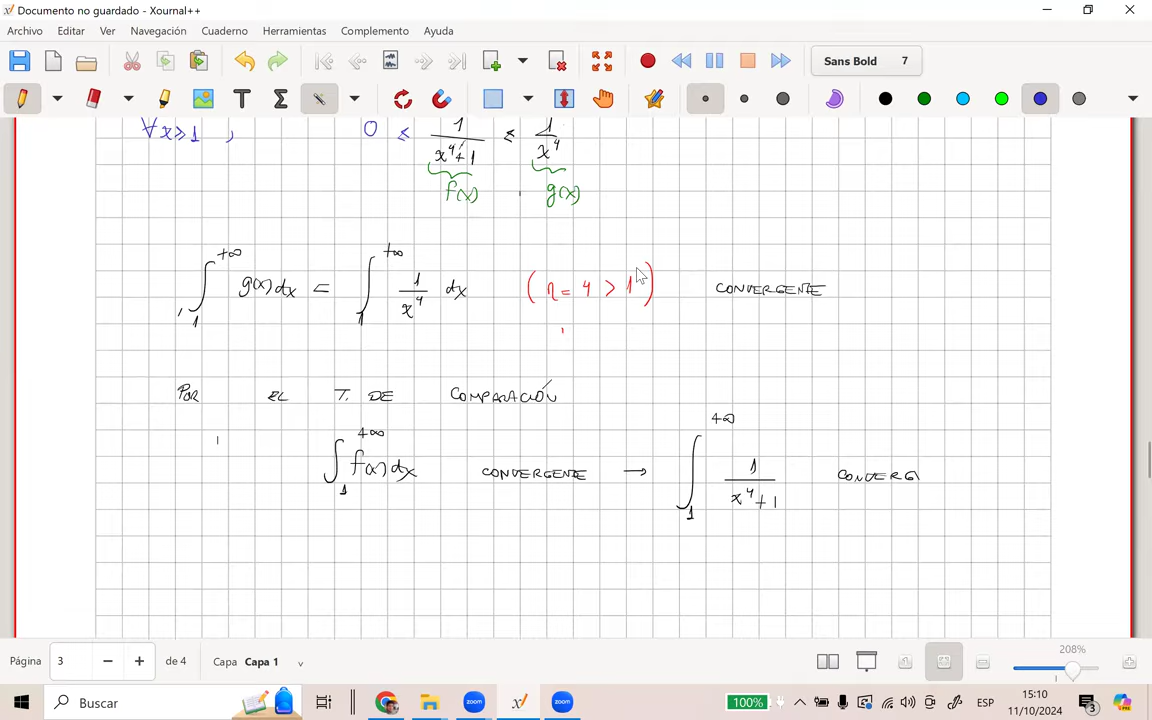 Documento no guardado - Xournal++
Archivo Editar Ver Navegación Cuaderno Herramientas Complemento Ayuda
Sans Bold 7
∀x≥1, 0 ≤ 1/(x⁴+1) ≤ 1/x⁴
f(x) g(x)
∫₁^{+∞} g(x)dx = ∫₁^{+∞} 1/x⁴ dx (n = 4 > 1) CONVERGENTE
POR EL T. DE COMPARACIÓN
∫₁^{+∞} f(x)dx CONVERGENTE → ∫₁^{+∞} 1/(x⁴+1) CONVERGE
Página 3 de 4 Capa Capa 1 208%
Buscar 100% ESP 15:10
11/10/2024 3